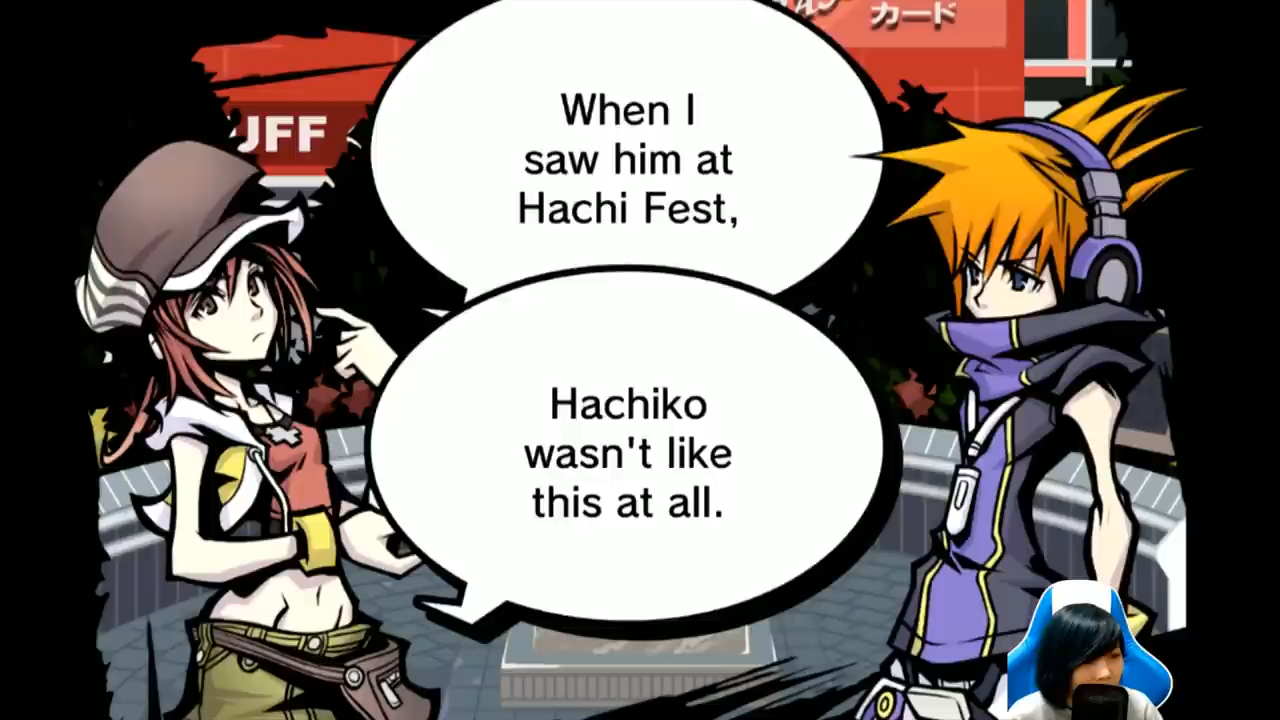 カード
UFF
When I
saw him at
Hachi Fest,
Hachiko
wasn't like
this at all.